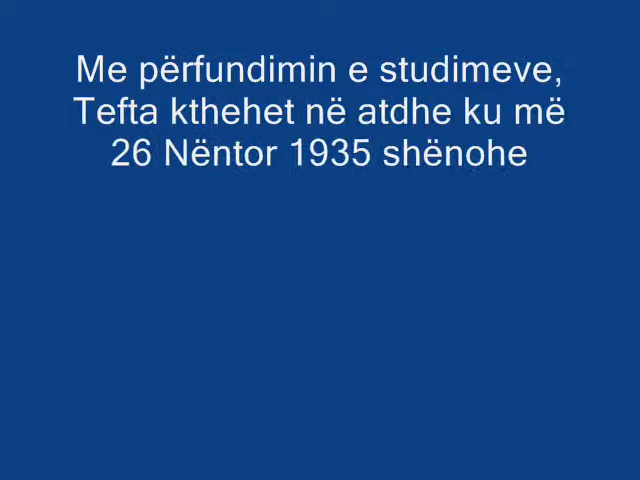 Me përfundimin e studimeve,
Tefta kthehet në atdhe ku më
26 Nëntor 1935 shënohe